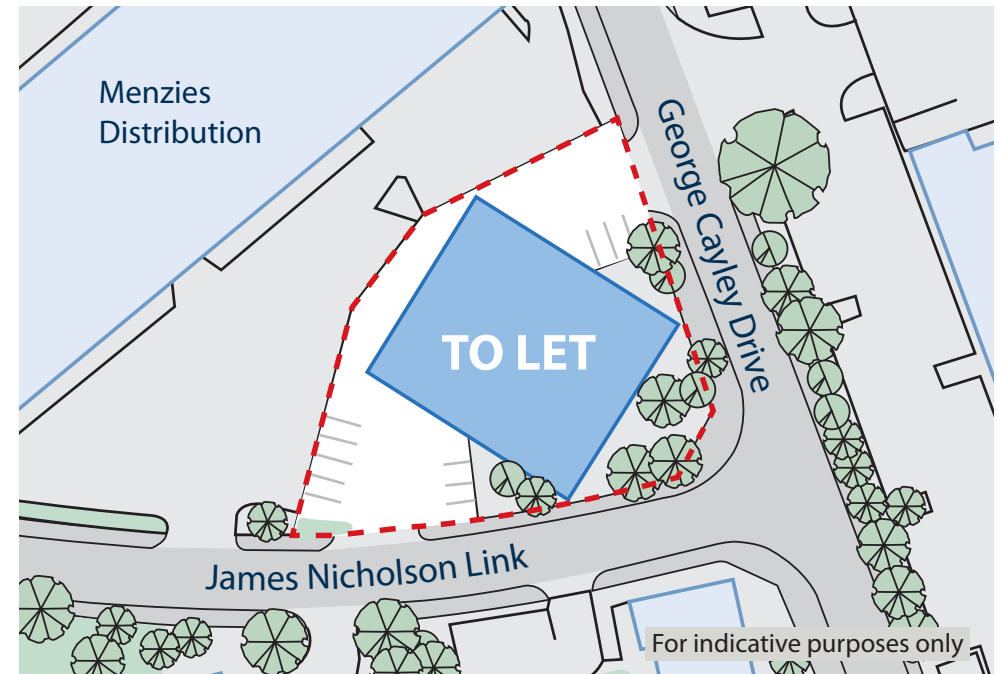 Menzies
Distribution
George Cayley Drive
TO LET
James Nicholson Link
For indicative purposes only